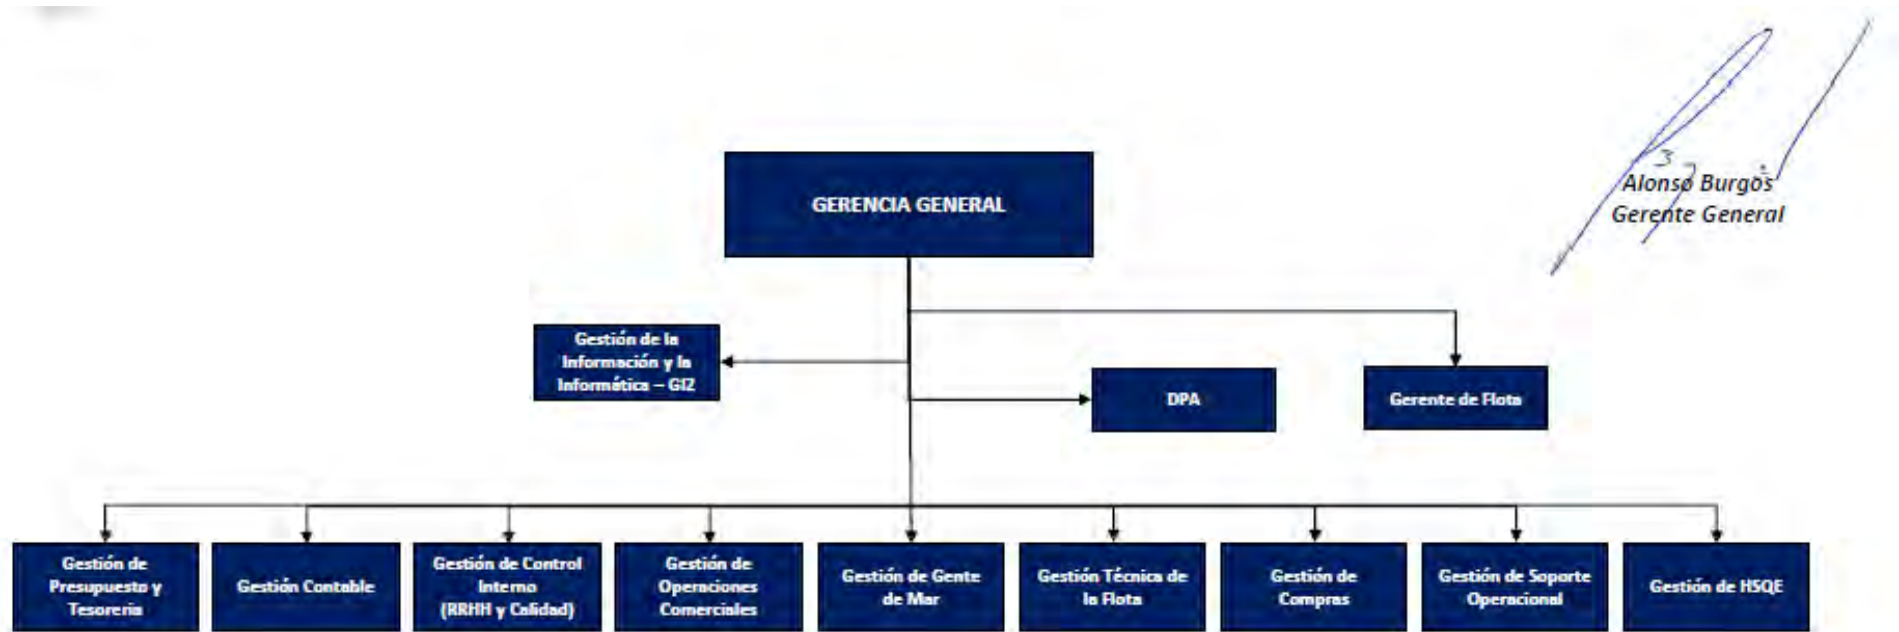 Alonso Burgos
Gerente General
GERENCIA GENERAL
Gestión de la
Información y la
Informática – GI2
DPA
Gerente de Flota
Gestión de
Presupuesto y
Tesoreria
Gestión Contable
Gestión de Control
Interno
(RRHH y Calidad)
Gestión de
Operaciones
Comerciales
Gestión de Gente
de Mar
Gestión Técnica de
la Flota
Gestión de
Compras
Gestión de Soporte
Operacional
Gestión de HSQE